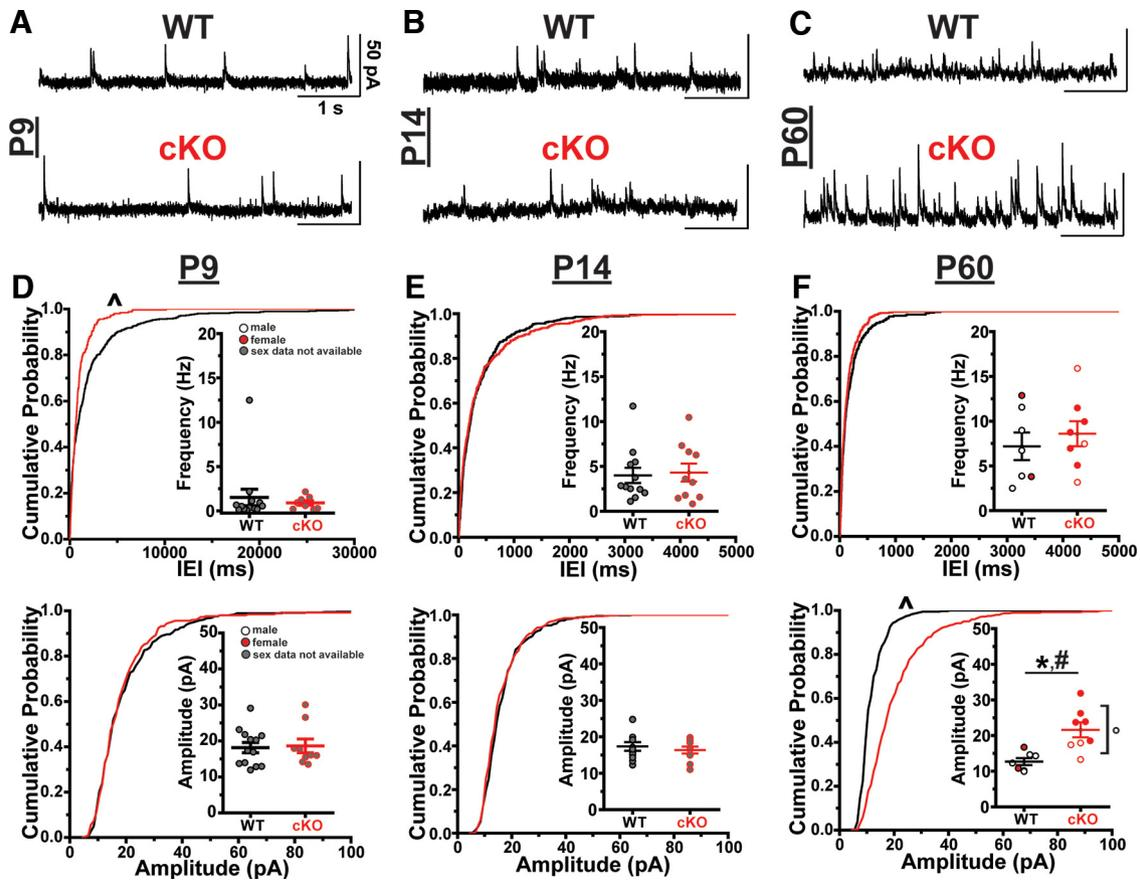 A
WT
50 pA
1 s
P9
cKO
B
WT
P14
cKO
C
WT
P60
cKO
D
P9
^
Cumulative Probability
1.0
0.8
0.6
0.4
0.2
0.0
0
10000
20000
30000
IEI (ms)
Frequency (Hz)
20
15
10
5
0
male
female
sex data not available
WT
cKO
E
P14
Cumulative Probability
1.0
0.8
0.6
0.4
0.2
0.0
0
1000
2000
3000
4000
5000
IEI (ms)
Frequency (Hz)
20
15
10
5
0
WT
cKO
F
P60
Cumulative Probability
1.0
0.8
0.6
0.4
0.2
0.0
0
1000
2000
3000
4000
5000
IEI (ms)
Frequency (Hz)
20
15
10
5
0
WT
cKO
Cumulative Probability
1.0
0.8
0.6
0.4
0.2
0.0
0
20
40
60
80
100
Amplitude (pA)
Amplitude (pA)
50
40
30
20
10
0
male
female
sex data not available
WT
cKO
Cumulative Probability
1.0
0.8
0.6
0.4
0.2
0.0
0
20
40
60
80
100
Amplitude (pA)
Amplitude (pA)
50
40
30
20
10
0
WT
cKO
^
Cumulative Probability
1.0
0.8
0.6
0.4
0.2
0.0
0
20
40
60
80
100
Amplitude (pA)
Amplitude (pA)
50
40
30
20
10
0
*,#
WT
cKO